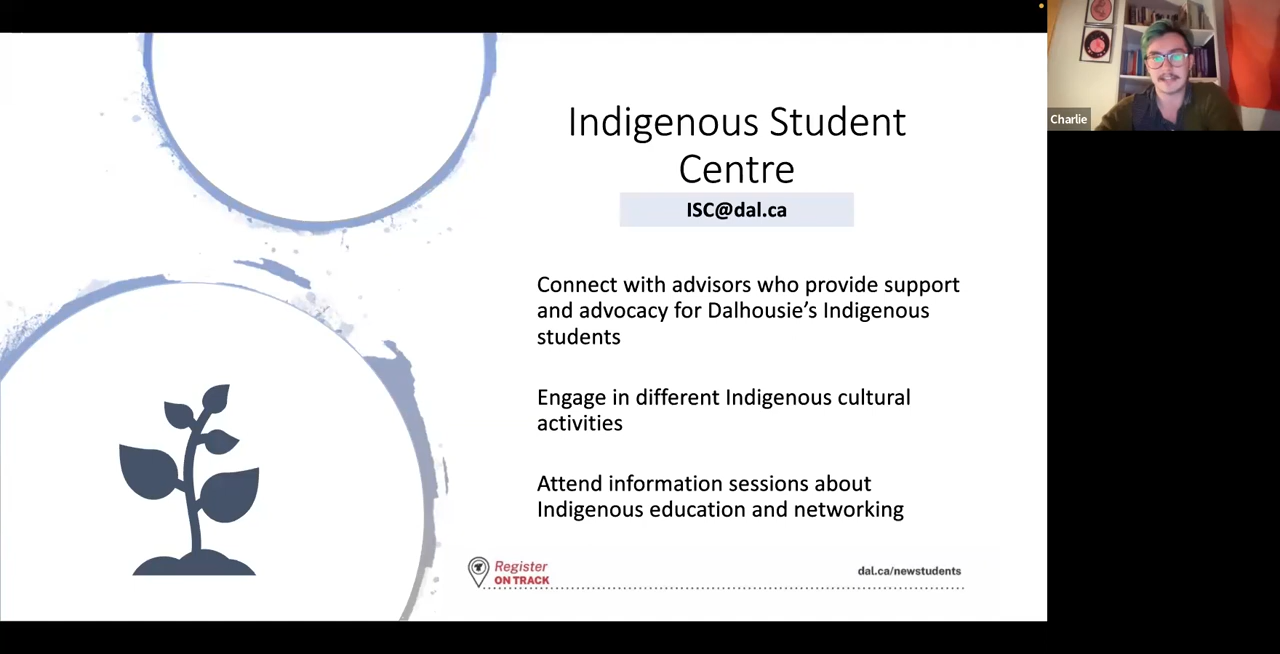 Indigenous Student
Centre
ISC@dal.ca
Charlie
Connect with advisors who provide support
and advocacy for Dalhousie’s Indigenous
students
Engage in different Indigenous cultural
activities
Attend information sessions about
Indigenous education and networking
Register
ON TRACK
dal.ca/newstudents